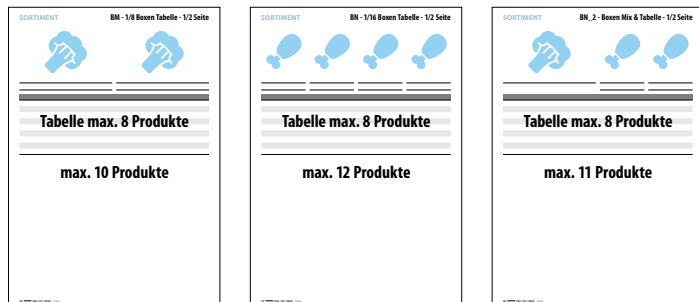 SORTIMENT BM - 1/8 Boxen Tabelle - 1/2 Seite
Tabelle max. 8 Produkte
max. 10 Produkte
SORTIMENT BN - 1/16 Boxen Tabelle - 1/2 Seite
Tabelle max. 8 Produkte
max. 12 Produkte
SORTIMENT BN_2 - Boxen Mix & Tabelle - 1/2 Seite
Tabelle max. 8 Produkte
max. 11 Produkte